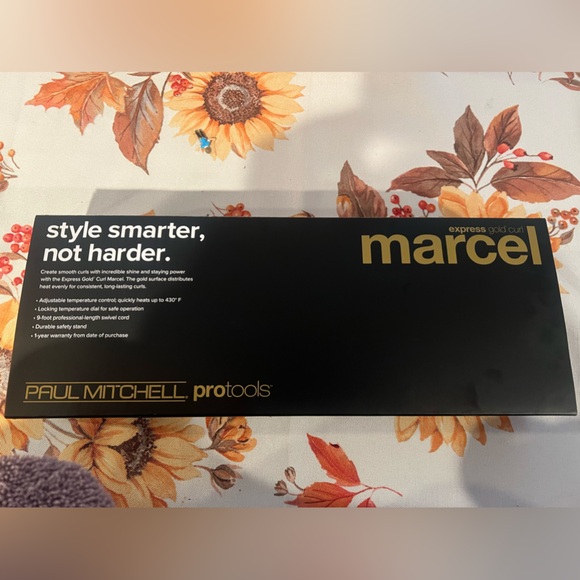 style smarter,
not harder.
Create smooth curls with incredible shine and staying power
with the Express Gold Curl Marcel. The gold surface distributes
heat evenly for consistent, long-lasting curls.
• Adjustable temperature control; quickly heats up to 430° F
• Locking temperature dial for safe operation
• 9-foot professional-length swivel cord
• Durable safety stand
• 1-year warranty from date of purchase
express gold curl
marcel
PAUL MITCHELL® protools™